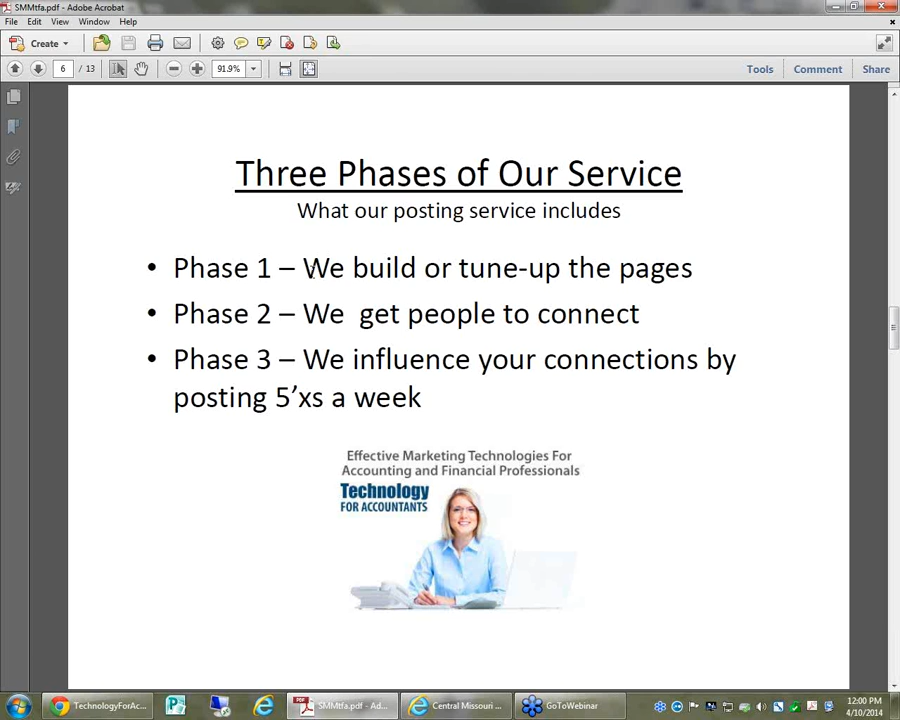 SMMtfa.pdf - Adobe Acrobat
File Edit View Window Help
Create
6 / 13 91.9% Tools Comment Share
Three Phases of Our Service
What our posting service includes
• Phase 1 – We build or tune-up the pages
• Phase 2 – We  get people to connect
• Phase 3 – We influence your connections by
posting 5’xs a week
Effective Marketing Technologies For
Accounting and Financial Professionals
Technology
FOR ACCOUNTANTS
TechnologyForAc... SMMtfa.pdf - Ad... Central Missouri ... GoToWebinar
12:00 PM
4/10/2014